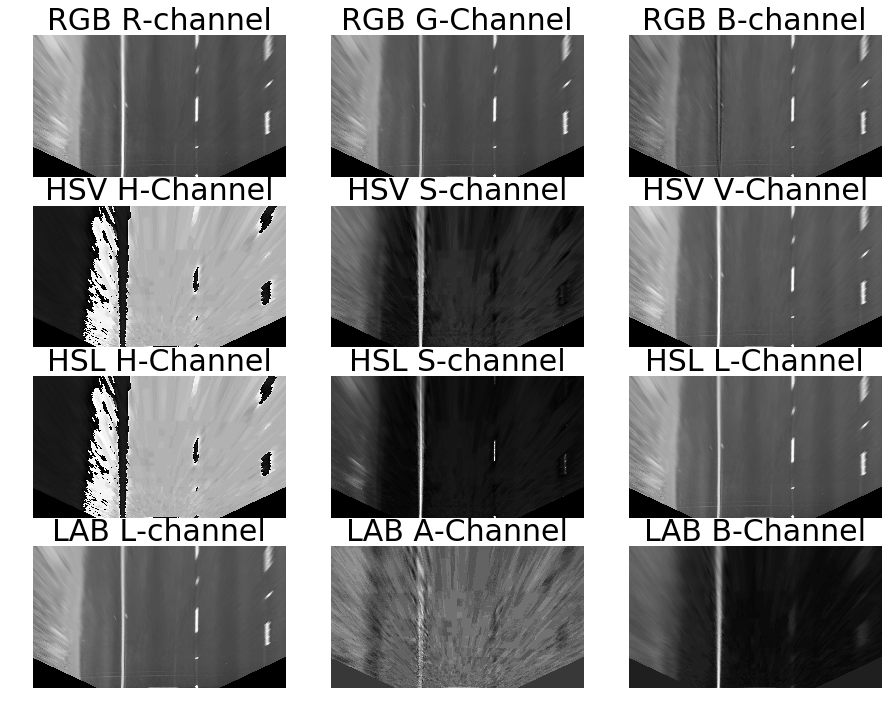 RGB R-channel RGB G-Channel RGB B-channel
HSV H-Channel HSV S-channel HSV V-Channel
HSL H-Channel HSL S-channel HSL L-Channel
LAB L-channel LAB A-Channel LAB B-Channel